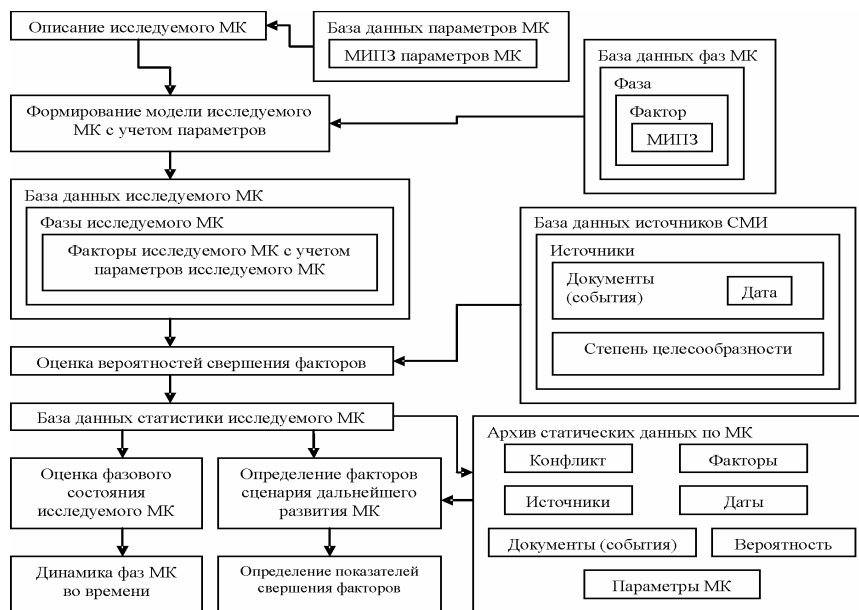 Описание исследуемого МК
База данных параметров МК
МИПЗ параметров МК
База данных фаз МК
Фаза
Фактор
МИПЗ
Формирование модели исследуемого
МК с учетом параметров
База данных исследуемого МК
Фазы исследуемого МК
Факторы исследуемого МК с учетом
параметров исследуемого МК
База данных источников СМИ
Источники
Документы
(события)
Дата
Степень целесообразности
Оценка вероятностей свершения факторов
База данных статистики исследуемого МК
Архив статических данных по МК
Конфликт
Факторы
Источники
Даты
Документы (события)
Вероятность
Параметры МК
Оценка фазового
состояния
исследуемого МК
Определение факторов
сценария дальнейшего
развития МК
Динамика фаз МК
во времени
Определение показателей
свершения факторов